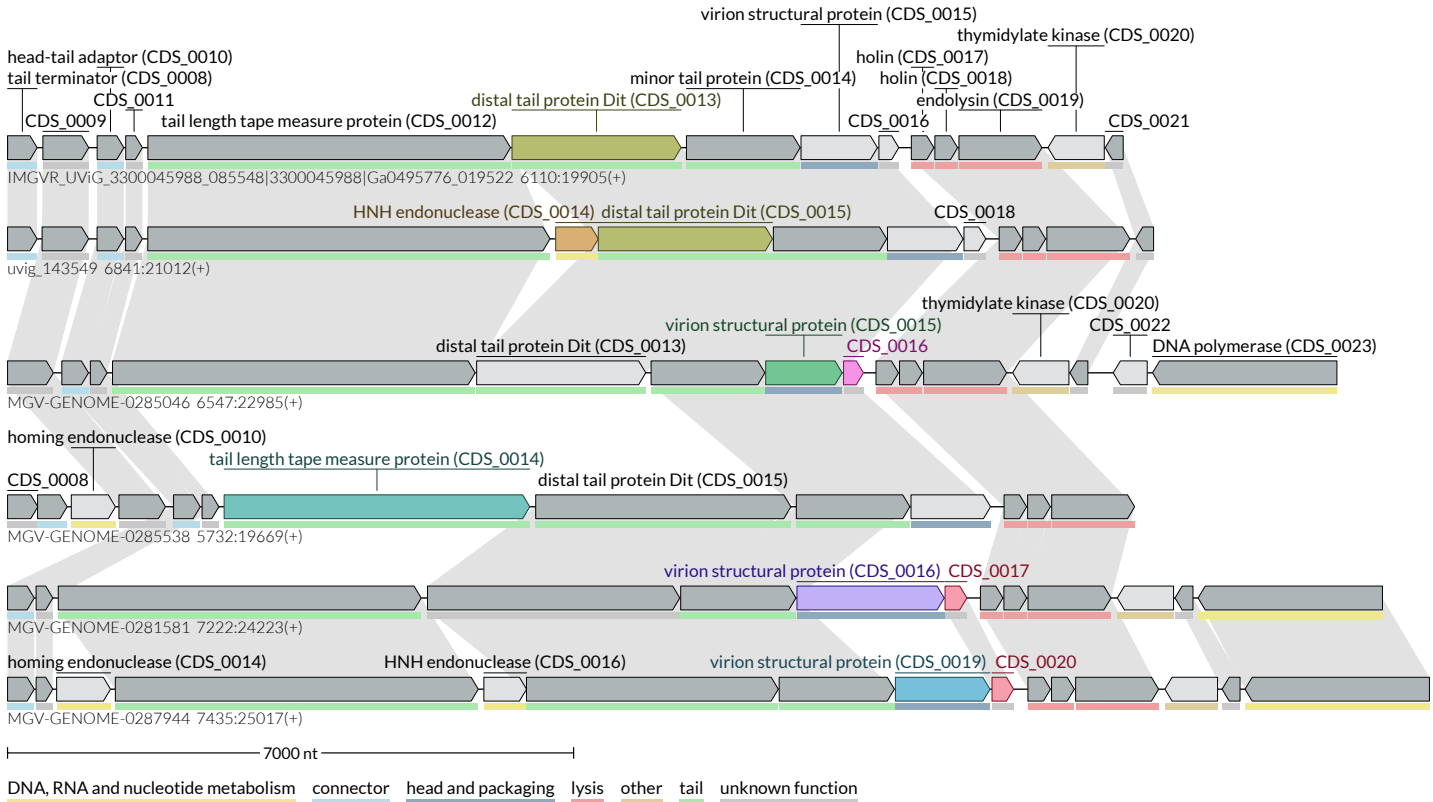 virion structural protein (CDS_0015)
thymidylate kinase (CDS_0020)
head-tail adaptor (CDS_0010)
holin (CDS_0017)
tail terminator (CDS_0008)
minor tail protein (CDS_0014)
holin (CDS_0018)
CDS_0011
distal tail protein Dit (CDS_0013)
endolysin (CDS_0019)
CDS_0009
tail length tape measure protein (CDS_0012)
CDS_0016
CDS_0021
IMGVR_UViG_3300045988_085548|3300045988|Ga0495776_019522 6110:19905(+)
HNH endonuclease (CDS_0014)
distal tail protein Dit (CDS_0015)
CDS_0018
uvig_143549 6841:21012(+)
thymidylate kinase (CDS_0020)
virion structural protein (CDS_0015)
CDS_0022
distal tail protein Dit (CDS_0013)
CDS_0016
DNA polymerase (CDS_0023)
MGV-GENOME-0285046 6547:22985(+)
homing endonuclease (CDS_0010)
tail length tape measure protein (CDS_0014)
CDS_0008
distal tail protein Dit (CDS_0015)
MGV-GENOME-0285538 5732:19669(+)
virion structural protein (CDS_0016)
CDS_0017
MGV-GENOME-0281581 7222:24223(+)
homing endonuclease (CDS_0014)
HNH endonuclease (CDS_0016)
virion structural protein (CDS_0019)
CDS_0020
MGV-GENOME-0287944 7435:25017(+)
7000 nt
DNA, RNA and nucleotide metabolism
connector
head and packaging
lysis
other
tail
unknown function